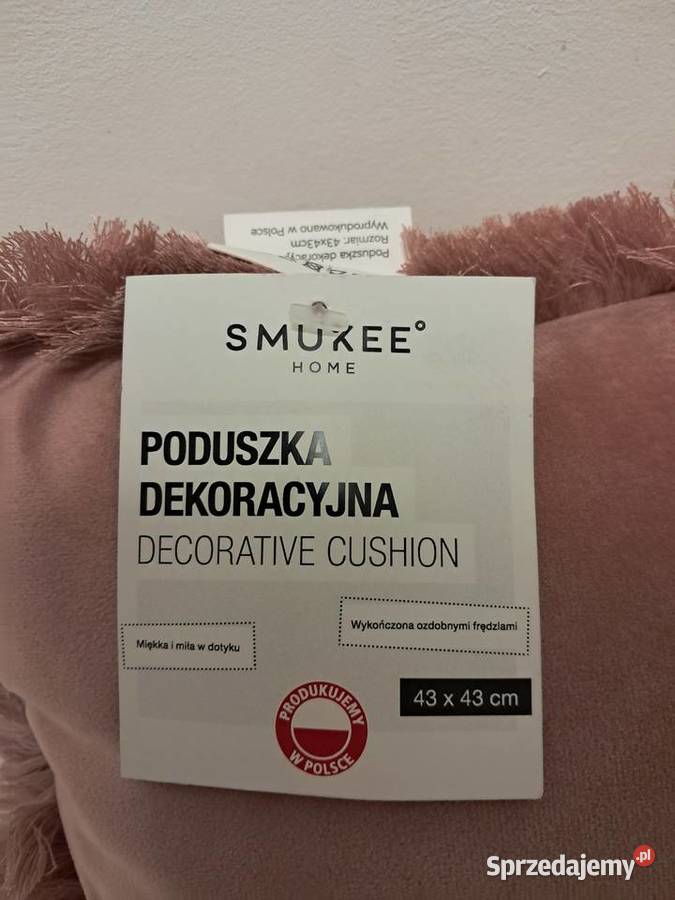 Wyprodukowano w Polsce
Rozmiar: 43x43cm
Poduszka
SMUKEE°
HOME
PODUSZKA
DEKORACYJNA
DECORATIVE CUSHION
Wykończona ozdobnymi frędzlami
Miękka i miła w dotyku
PRODUKUJEMY
W POLSCE
43 x 43 cm
Sprzedajemy.pl